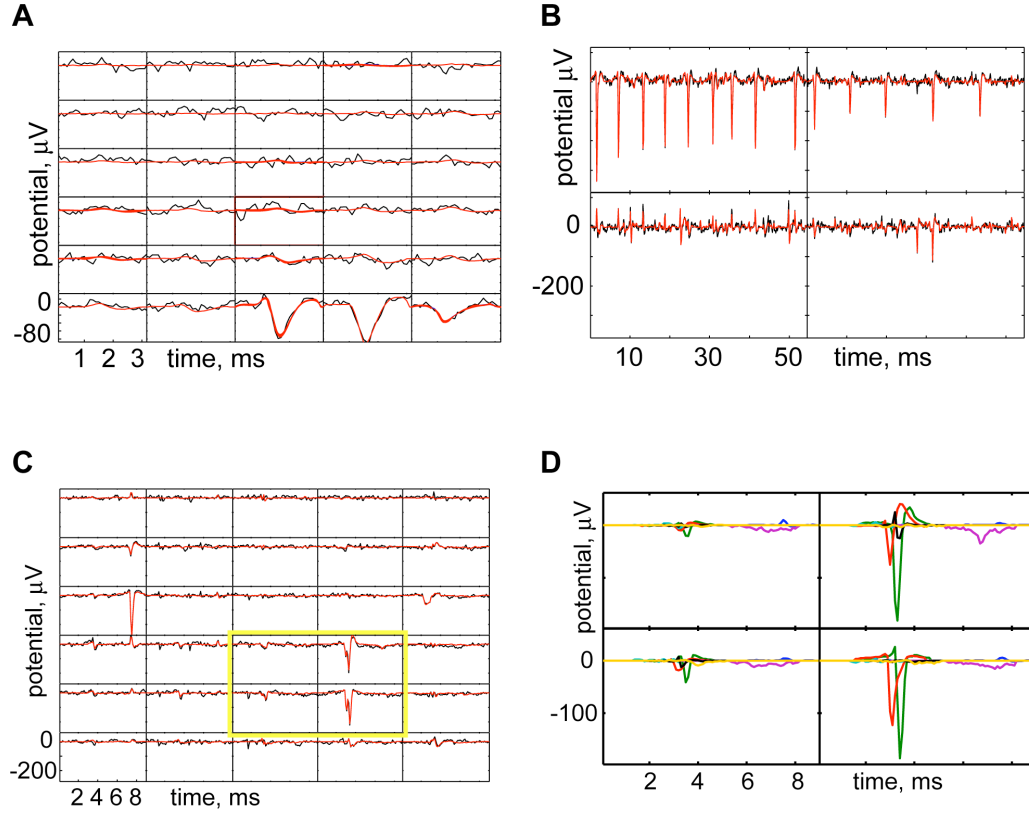 A
potential, µV
0
-80
1 2 3 time, ms
B
potential µV
0
-200
10 30 50 time, ms
C
potential, µV
0
-200
2 4 6 8 time, ms
D
potential, µV
0
-100
2 4 6 8 time, ms